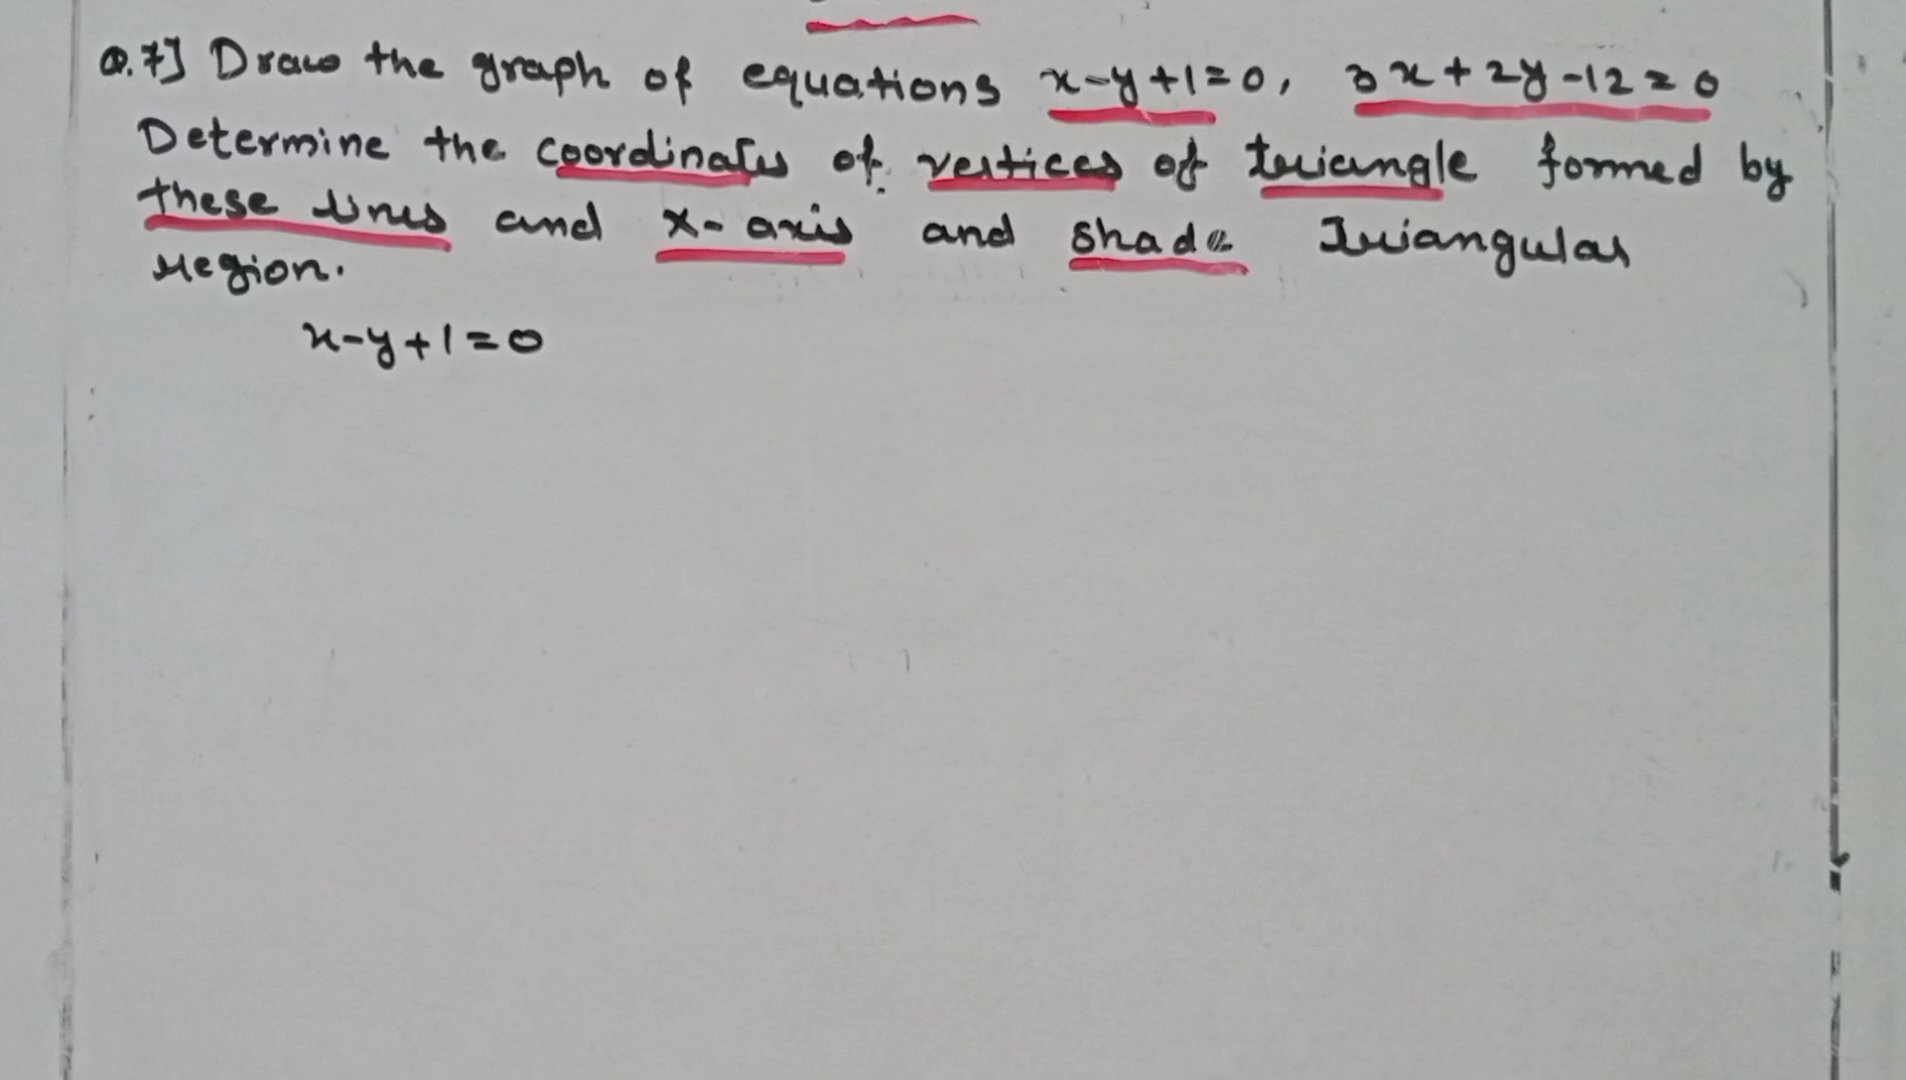 Q.7] Draw the graph of equations x-y+1=0, 3x+2y-12=0
Determine the coordinates of vertices of triangle formed by
these lines and x-axis and shade Triangular
region.
x-y+1=0